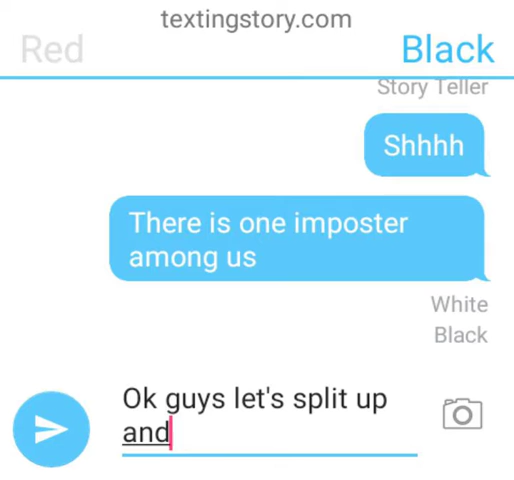 textingstory.com
Red
Black
Story Teller
Shhhh
There is one imposter
among us
White
Black
Ok guys let's split up
and